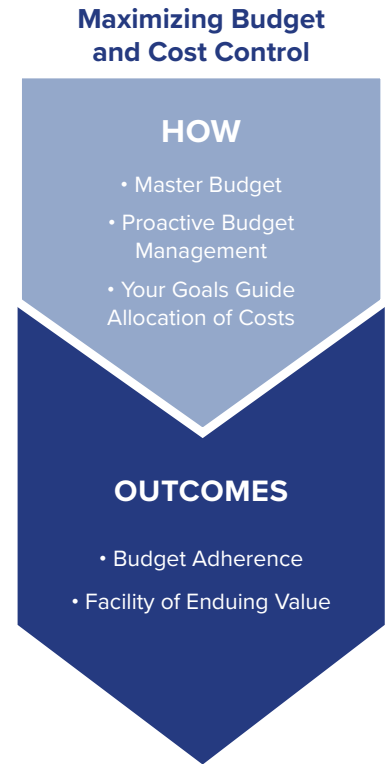 Maximizing Budget
and Cost Control
HOW
• Master Budget
• Proactive Budget
Management
• Your Goals Guide
Allocation of Costs
OUTCOMES
• Budget Adherence
• Facility of Enduing Value